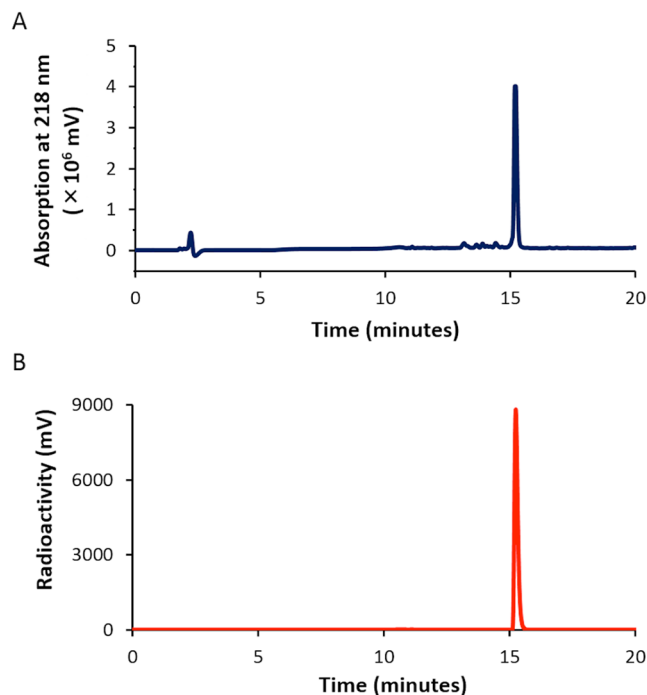 A
Absorption at 218 nm
( × 10⁶ mV)
5
4
3
2
1
0
0 5 10 15 20
Time (minutes)
B
Radioactivity (mV)
9000
6000
3000
0
0 5 10 15 20
Time (minutes)